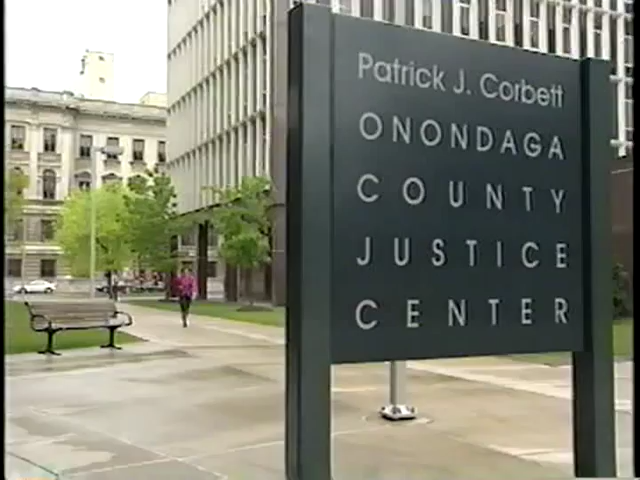 Patrick J. Corbett
ONONDAGA
COUNTY
JUSTICE
CENTER